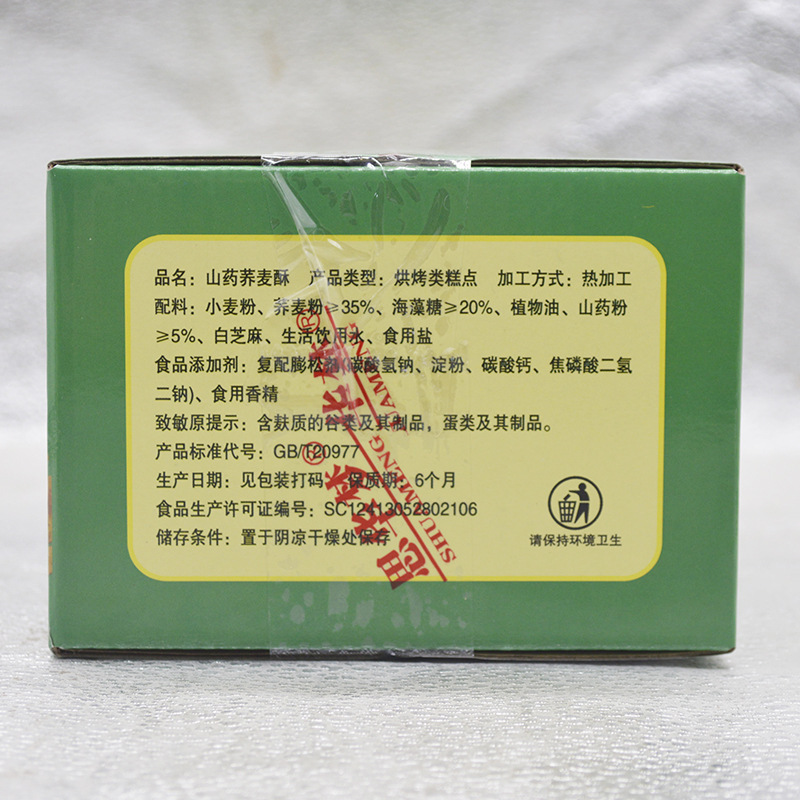 品名：山药荞麦酥 产品类型：烘烤类糕点 加工方式：热加工
配料：小麦粉、荞麦粉≥35%、海藻糖≥20%、植物油、山药粉
≥5%、白芝麻、生活饮用水、食用盐
食品添加剂：复配膨松剂(碳酸氢钠、淀粉、碳酸钙、焦磷酸二氢
二钠)、食用香精
致敏原提示：含麸质的谷类及其制品，蛋类及其制品。
产品标准代号：GB/T20977
生产日期：见包装打码 保质期：6个月
食品生产许可证编号：SC12413052802106
储存条件：置于阴凉干燥处保存
请保持环境卫生